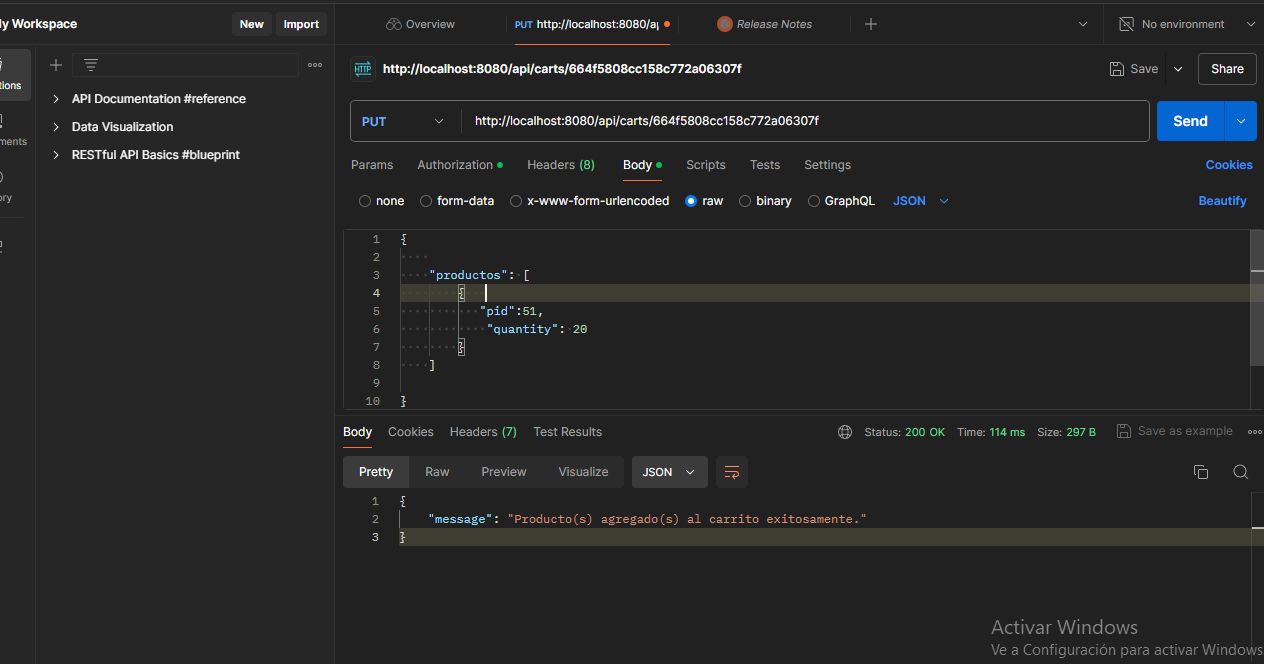 ly Workspace
New
Import
Overview
PUT http://localhost:8080/ap
Release Notes
No environment
tions
ments
ory
API Documentation #reference
Data Visualization
RESTful API Basics #blueprint
HTTP
http://localhost:8080/api/carts/664f5808cc158c772a06307f
Save
Share
PUT
http://localhost:8080/api/carts/664f5808cc158c772a06307f
Send
Params Authorization Headers (8) Body Scripts Tests Settings Cookies
none form-data x-www-form-urlencoded raw binary GraphQL JSON Beautify
1 {
2
3 "productos": [
4 {
5 "pid":51,
6 "quantity": 20
7 }
8 ]
9
10 }
Body Cookies Headers (7) Test Results Status: 200 OK Time: 114 ms Size: 297 B Save as example
Pretty Raw Preview Visualize JSON
1 {
2 "message": "Producto(s) agregado(s) al carrito exitosamente."
3 }
Activar Windows
Ve a Configuración para activar Windows